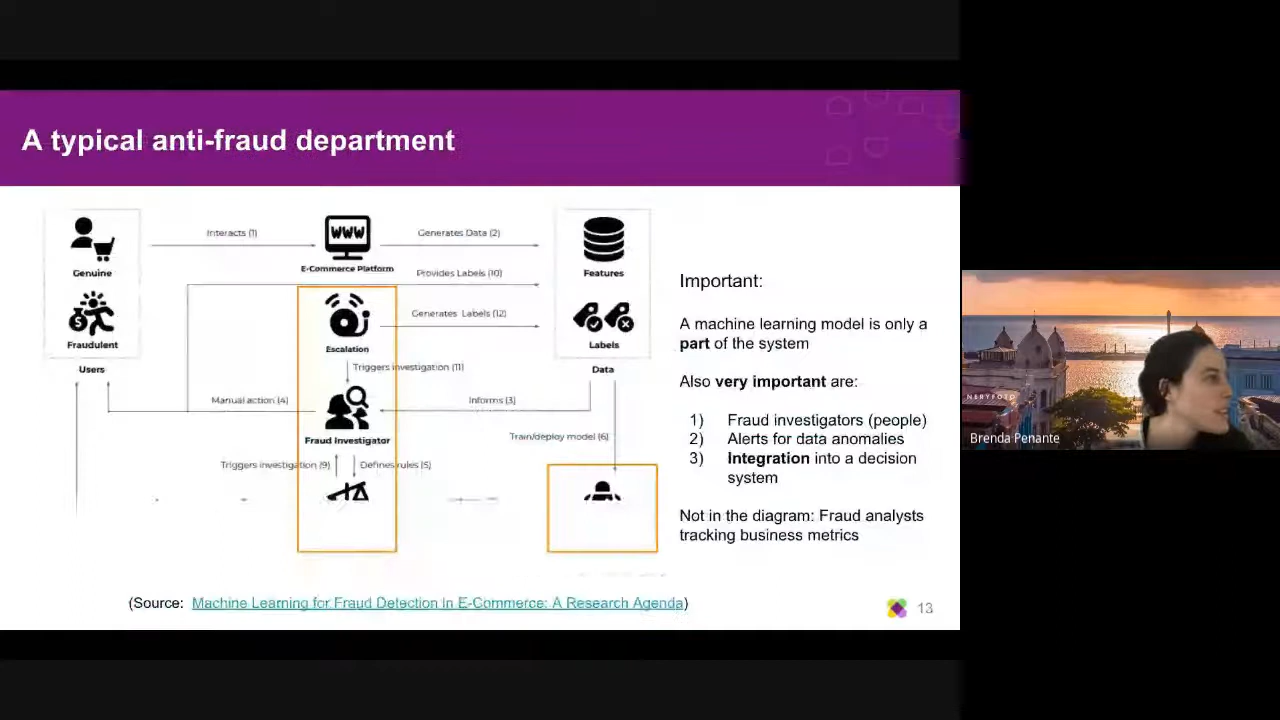 A typical anti-fraud department
Interacts (1)
WWW
Generates Data (2)
Genuine
E-Commerce Platform
Features
Provides Labels (10)
Generates Labels (12)
Fraudulent
Escalation
Labels
Users
Triggers investigation (11)
Data
Manual action (4)
Informs (3)
Fraud Investigator
Train/deploy model (6)
Triggers investigation (9)
Defines rules (5)
Important:
A machine learning model is only a
part of the system
Also very important are:
1) Fraud investigators (people)
2) Alerts for data anomalies
3) Integration into a decision
system
Not in the diagram: Fraud analysts
tracking business metrics
(Source: Machine Learning for Fraud Detection in E-Commerce: A Research Agenda)
13
NERYFOTO
Brenda Penante